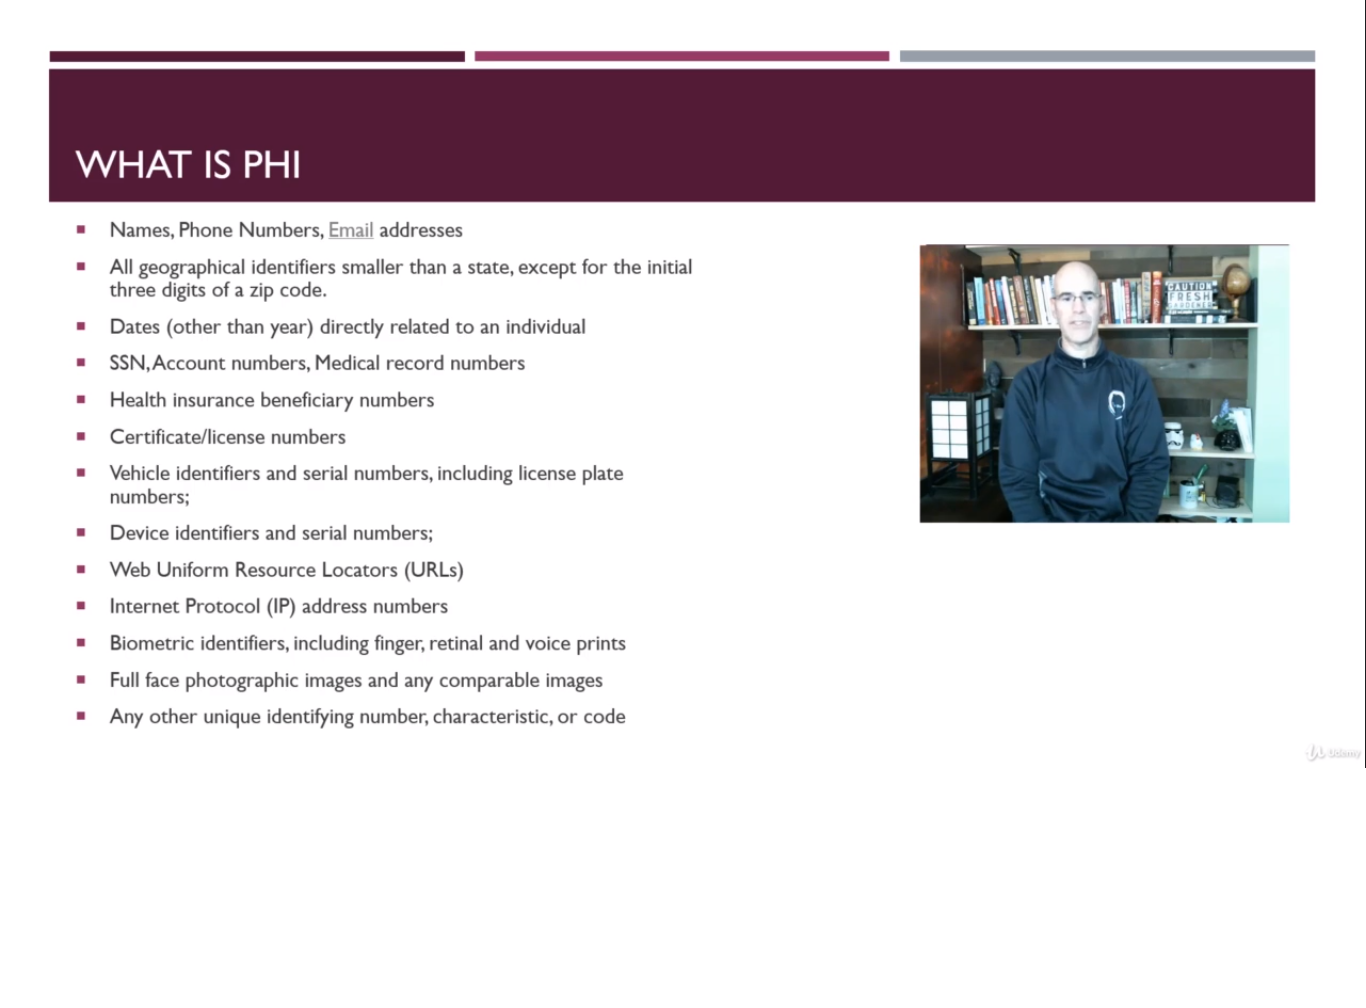 WHAT IS PHI
Names, Phone Numbers, Email addresses
All geographical identifiers smaller than a state, except for the initial
three digits of a zip code.
Dates (other than year) directly related to an individual
SSN, Account numbers, Medical record numbers
Health insurance beneficiary numbers
Certificate/license numbers
Vehicle identifiers and serial numbers, including license plate
numbers;
Device identifiers and serial numbers;
Web Uniform Resource Locators (URLs)
Internet Protocol (IP) address numbers
Biometric identifiers, including finger, retinal and voice prints
Full face photographic images and any comparable images
Any other unique identifying number, characteristic, or code
CAUTION
FRESH
GARDENER
Udemy